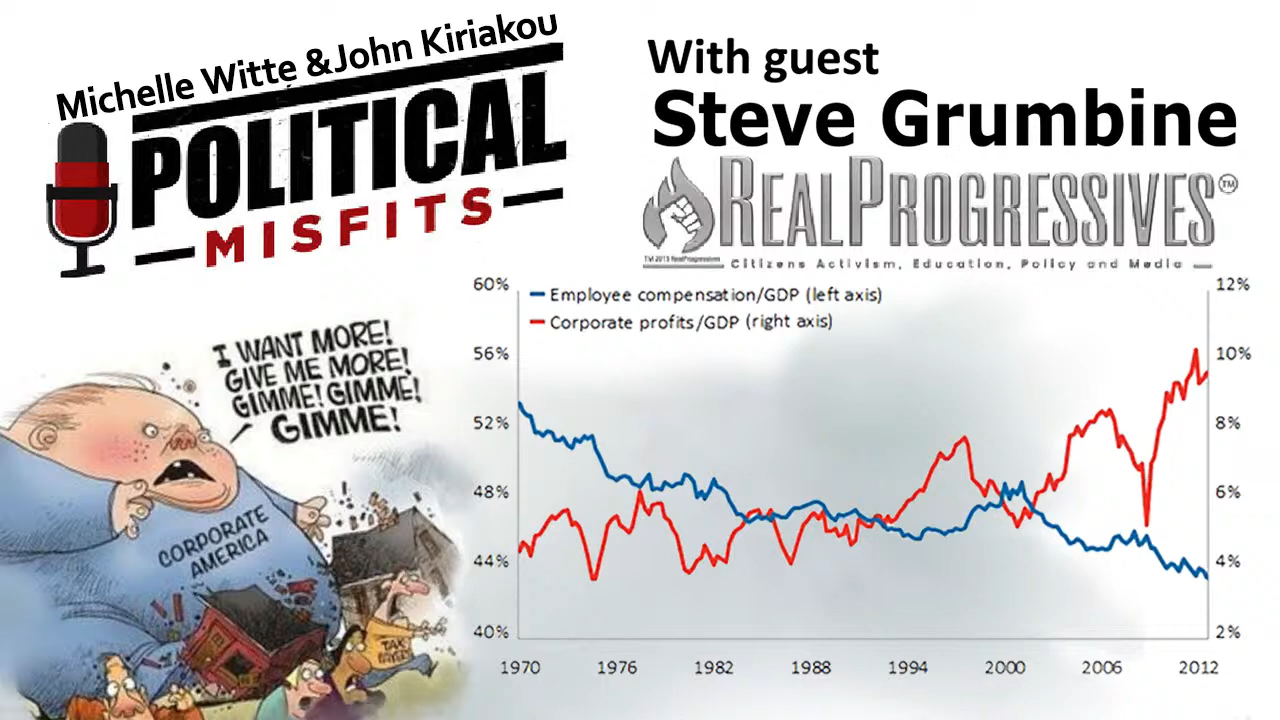 Michelle Witte & John Kiriakou
POLITICAL
MISFITS
With guest
Steve Grumbine
REALPROGRESSIVES™
TM 2013 RealProgressives
Citizens Activism, Education, Policy and Media
I WANT MORE!
GIVE ME MORE!
GIMME! GIMME!
GIMME!
CORPORATE
AMERICA
TAX
Employee compensation/GDP (left axis)
Corporate profits/GDP (right axis)
60%
56%
52%
48%
44%
40%
12%
10%
8%
6%
4%
2%
1970 1976 1982 1988 1994 2000 2006 2012